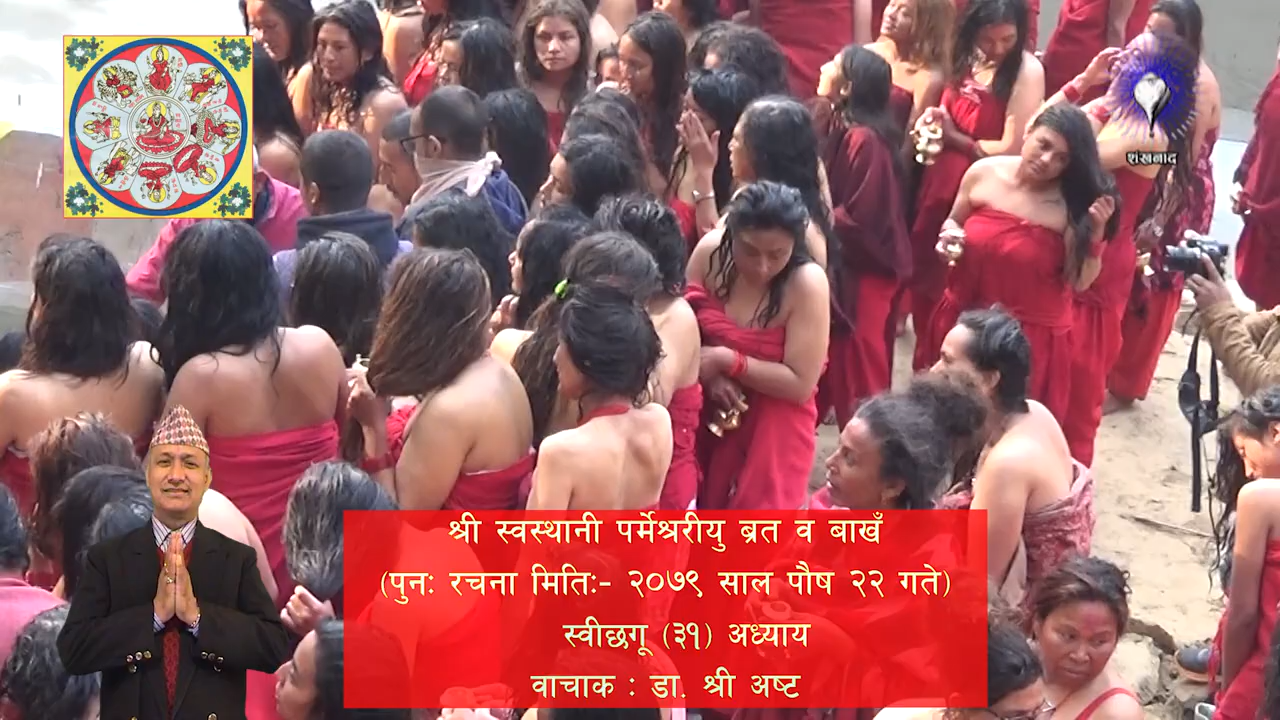 शंखनाद
श्री स्वस्थानी पर्मेश्वरीयु ब्रत व बाखँ
(पुनः रचना मितिः- २०७९ साल पौष २२ गते)
स्वीछगू (३१) अध्याय
वाचाक : डा. श्री अष्ट